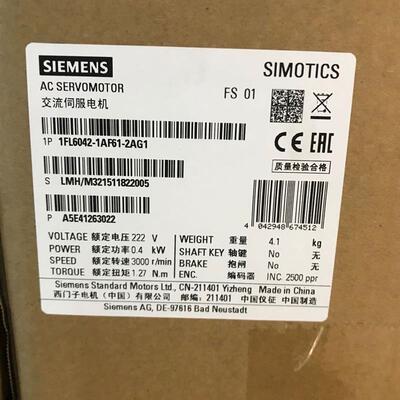 SIEMENS
SIMOTICS
AC SERVOMOTOR
交流伺服电机
FS 01
1P 1FL6042-1AF61-2AG1
CE EAC
质量检验合格
S LMH/M321511822005
P A5E41263022
4 042948 674512
VOLTAGE 额定电压 222 V
POWER 额定功率 0.4 kW
SPEED 额定转速 3000 r/min
TORQUE 额定扭矩 1.27 N.m
WEIGHT 重量 4.1 kg
SHAFT KEY 轴键 No 无
BRAKE 抱闸 No 无
ENC. 编码器 INC 2500 ppr
Siemens Standard Motors Ltd., CN-211401 Yizheng Made in China
西门子电机（中国）有限公司 邮编 : 211401 中国仪征 中国制造
Siemens AG, DE-97616 Bad Neustadt